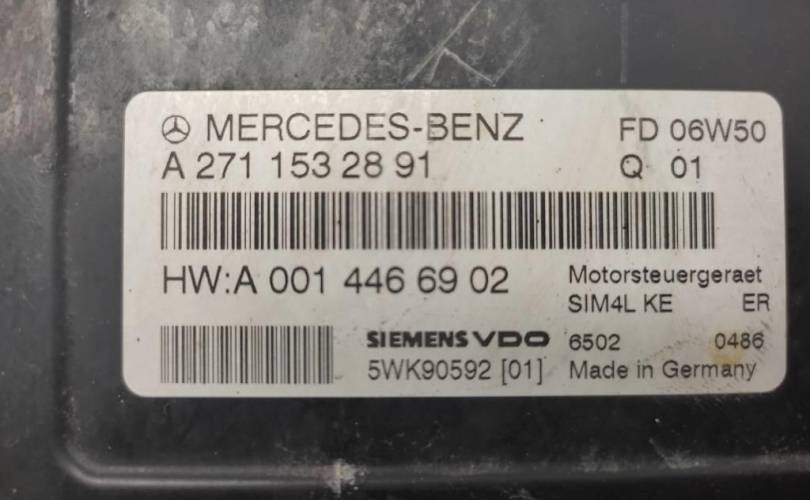 MERCEDES-BENZ FD 06W50
A 271 153 28 91 Q 01
HW:A 001 446 69 02 Motorsteuergeraet
SIM4L KE ER
SIEMENS VDO 6502 0486
5WK90592 [01] Made in Germany